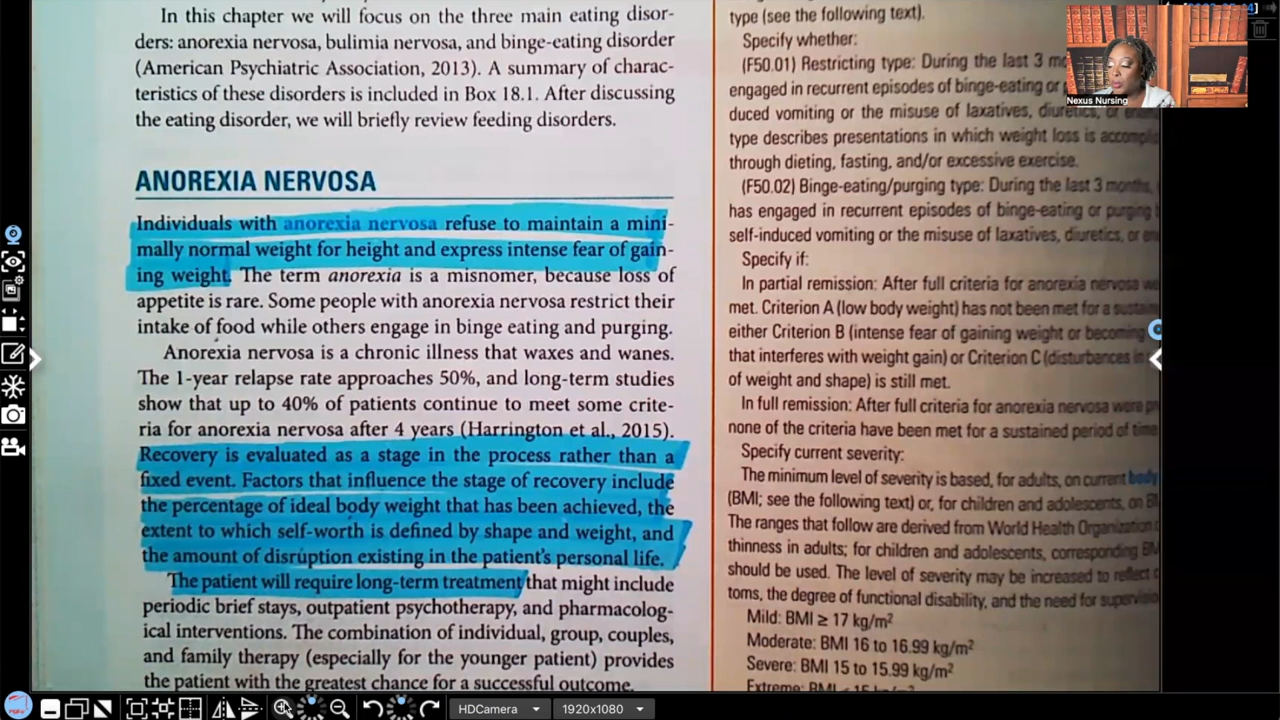 In this chapter we will focus on the three main eating disor-
ders: anorexia nervosa, bulimia nervosa, and binge-eating disorder
(American Psychiatric Association, 2013). A summary of charac-
teristics of these disorders is included in Box 18.1. After discussing
the eating disorder, we will briefly review feeding disorders.
ANOREXIA NERVOSA
Individuals with anorexia nervosa refuse to maintain a mini-
mally normal weight for height and express intense fear of gain-
ing weight. The term anorexia is a misnomer, because loss of
appetite is rare. Some people with anorexia nervosa restrict their
intake of food while others engage in binge eating and purging.
Anorexia nervosa is a chronic illness that waxes and wanes.
The 1-year relapse rate approaches 50%, and long-term studies
show that up to 40% of patients continue to meet some crite-
ria for anorexia nervosa after 4 years (Harrington et al., 2015).
Recovery is evaluated as a stage in the process rather than a
fixed event. Factors that influence the stage of recovery include
the percentage of ideal body weight that has been achieved, the
extent to which self-worth is defined by shape and weight, and
the amount of disruption existing in the patient's personal life.
The patient will require long-term treatment that might include
periodic brief stays, outpatient psychotherapy, and pharmacolog-
ical interventions. The combination of individual, group, couples,
and family therapy (especially for the younger patient) provides
the patient with the greatest chance for a successful outcome.
type (see the following text).
Specify whether:
(F50.01) Restricting type: During the last 3
engaged in recurrent episodes of binge-eating or
duced vomiting or the misuse of laxatives, diuretics, or
type describes presentations in which weight loss is
through dieting, fasting, and/or excessive exercise.
(F50.02) Binge-eating/purging type: During the last 3 months,
has engaged in recurrent episodes of binge-eating or purging
self-induced vomiting or the misuse of laxatives, diuretics, or
Specify if:
In partial remission: After full criteria for anorexia nervosa
met. Criterion A (low body weight) has not been met for a
either Criterion B (intense fear of gaining weight or becoming
that interferes with weight gain) or Criterion C (disturbances in
of weight and shape) is still met.
In full remission: After full criteria for anorexia nervosa were
none of the criteria have been met for a sustained period of time
Specify current severity:
The minimum level of severity is based, for adults, on current body
(BMI; see the following text) or, for children and adolescents, on
The ranges that follow are derived from World Health Organization
thinness in adults; for children and adolescents, corresponding
should be used. The level of severity may be increased to reflect
toms, the degree of functional disability, and the need for
Mild: BMI ≥ 17 kg/m²
Moderate: BMI 16 to 16.99 kg/m²
Severe: BMI 15 to 15.99 kg/m²
Extreme: BMI < 15
Nexus Nursing
HDCamera
1920x1080